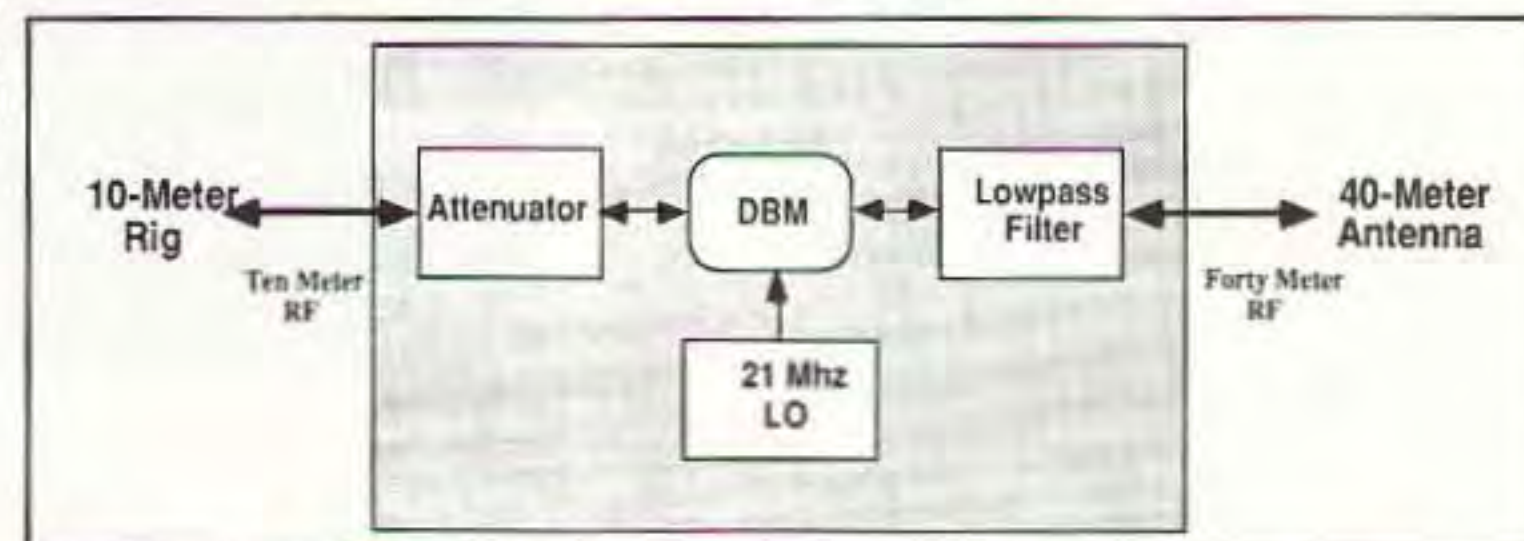 10-Meter
Rig
Ten Meter
RF
Attenuator
DBM
21 Mhz
LO
Lowpass
Filter
Forty Meter
RF
40-Meter
Antenna